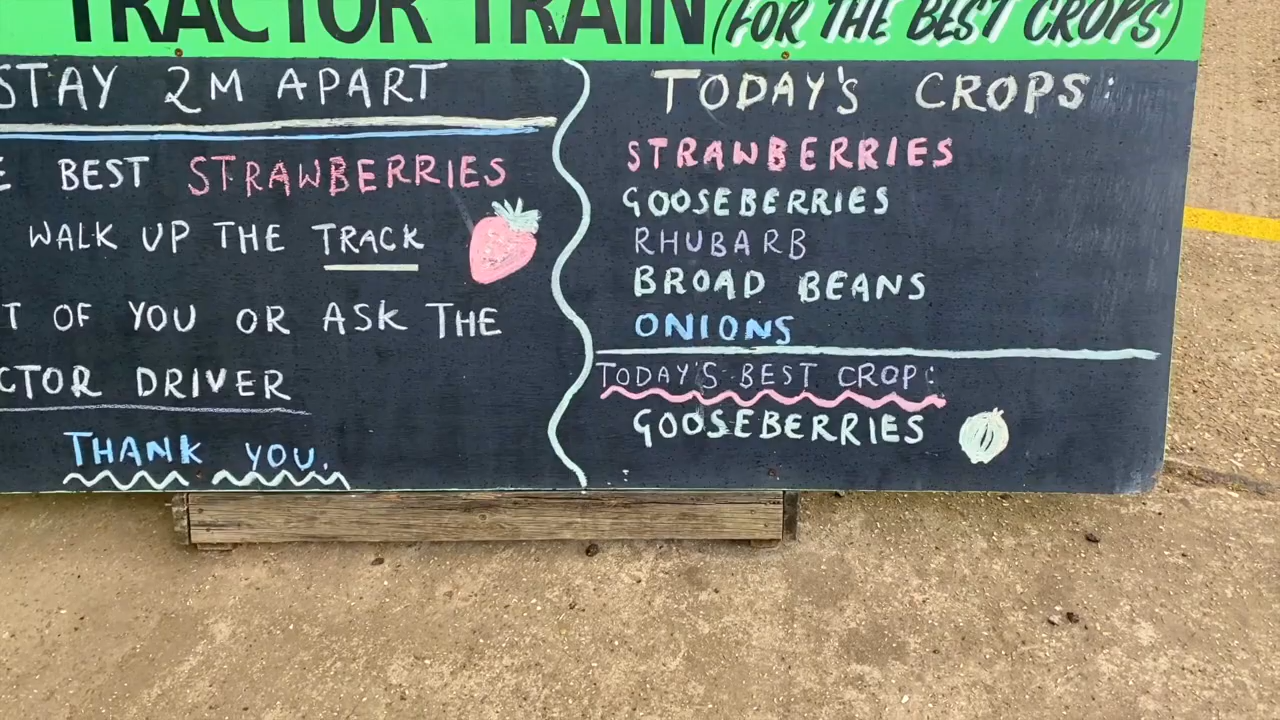 TRACTOR TRAIN (FOR THE BEST CROPS)
STAY 2M APART
BEST STRAWBERRIES
WALK UP THE TRACK
OF YOU OR ASK THE
DRIVER
THANK YOU.
TODAY'S CROPS:
STRAWBERRIES
GOOSEBERRIES
RHUBARB
BROAD BEANS
ONIONS
TODAY'S BEST CROP:
GOOSEBERRIES